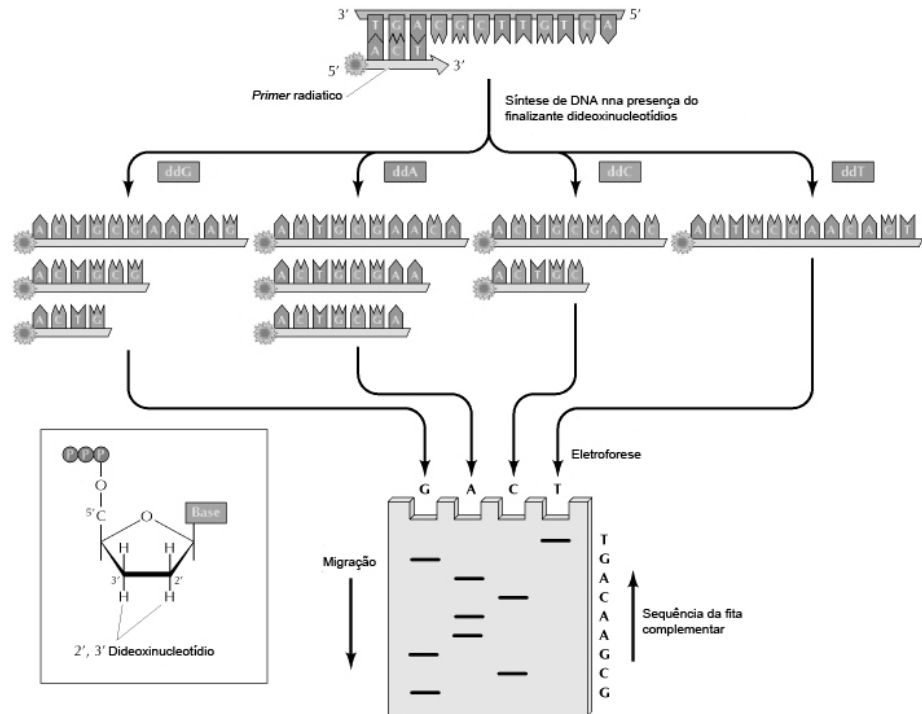 3′ T G A C G C T T G T C A 5′
A C T
5′ 3′
Primer radiatico
Síntese de DNA nna presença do
finalizante dideoxinucleotídios
ddG ddA ddC ddT
A C T G C G A A C A G
A C T G C G
A C T G
A C T G C G A A C A
A C T G C G A A
A C T G C G A
A C T G C G A A C
A C T G C
A C T G C G A A C A G T
P P P
O
5′ C
O
Base
H H
3′ 2′
H H
2′, 3′ Dideoxinucleotídio
Eletroforese
G A C T
Migração
T
G
A
C
A
A
G
C
G
Sequência da fita
complementar